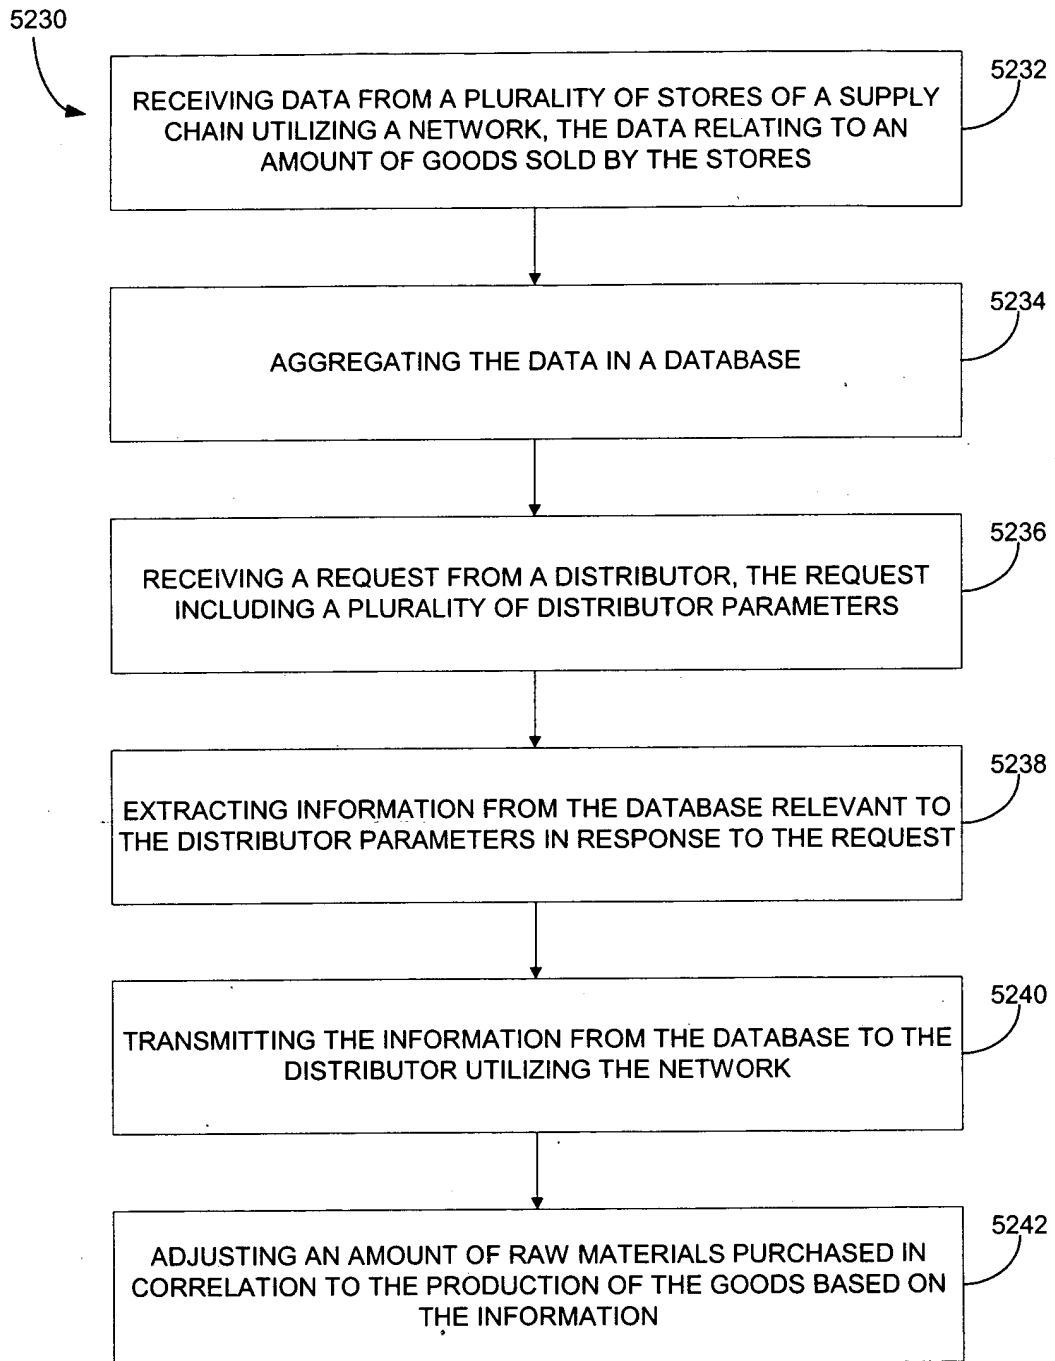 5230
5232
RECEIVING DATA FROM A PLURALITY OF STORES OF A SUPPLY
CHAIN UTILIZING A NETWORK, THE DATA RELATING TO AN
AMOUNT OF GOODS SOLD BY THE STORES
5234
AGGREGATING THE DATA IN A DATABASE
5236
RECEIVING A REQUEST FROM A DISTRIBUTOR, THE REQUEST
INCLUDING A PLURALITY OF DISTRIBUTOR PARAMETERS
5238
EXTRACTING INFORMATION FROM THE DATABASE RELEVANT TO
THE DISTRIBUTOR PARAMETERS IN RESPONSE TO THE REQUEST
5240
TRANSMITTING THE INFORMATION FROM THE DATABASE TO THE
DISTRIBUTOR UTILIZING THE NETWORK
5242
ADJUSTING AN AMOUNT OF RAW MATERIALS PURCHASED IN
CORRELATION TO THE PRODUCTION OF THE GOODS BASED ON
THE INFORMATION